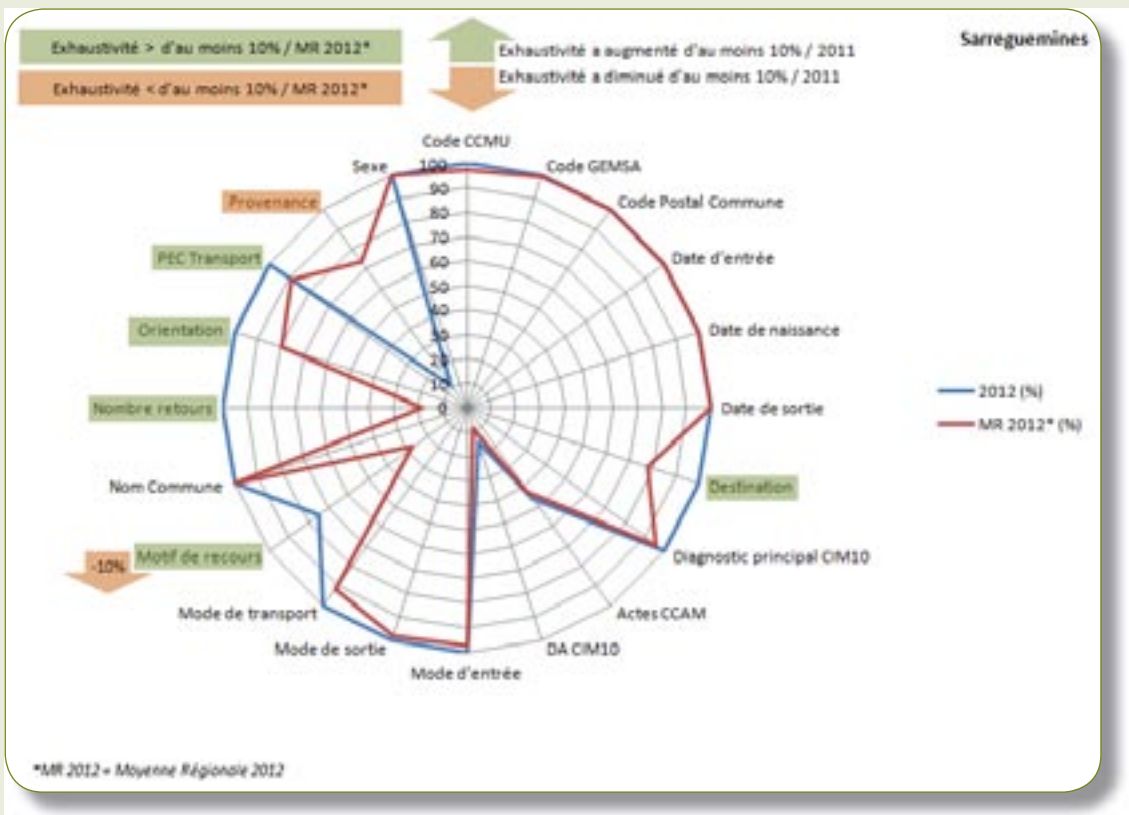 Exhaustivité > d'au moins 10% / MR 2012*
Exhaustivité < d'au moins 10% / MR 2012*
Exhaustivité a augmenté d'au moins 10% / 2011
Exhaustivité a diminué d'au moins 10% / 2011
Sarreguemines
Code CCMU
Code GEMSA
Code Postal Commune
Date d'entrée
Date de naissance
Date de sortie
Destination
Diagnostic principal CIM10
Actes CCAM
DA CIM10
Mode d'entrée
Mode de sortie
Mode de transport
Motif de recours
-10%
Nom Commune
Nombre retours
Orientation
PEC Transport
Provenance
Sexe
100
90
80
70
60
50
40
30
20
10
0
2012 (%)
MR 2012* (%)
*MR 2012 = Moyenne Régionale 2012